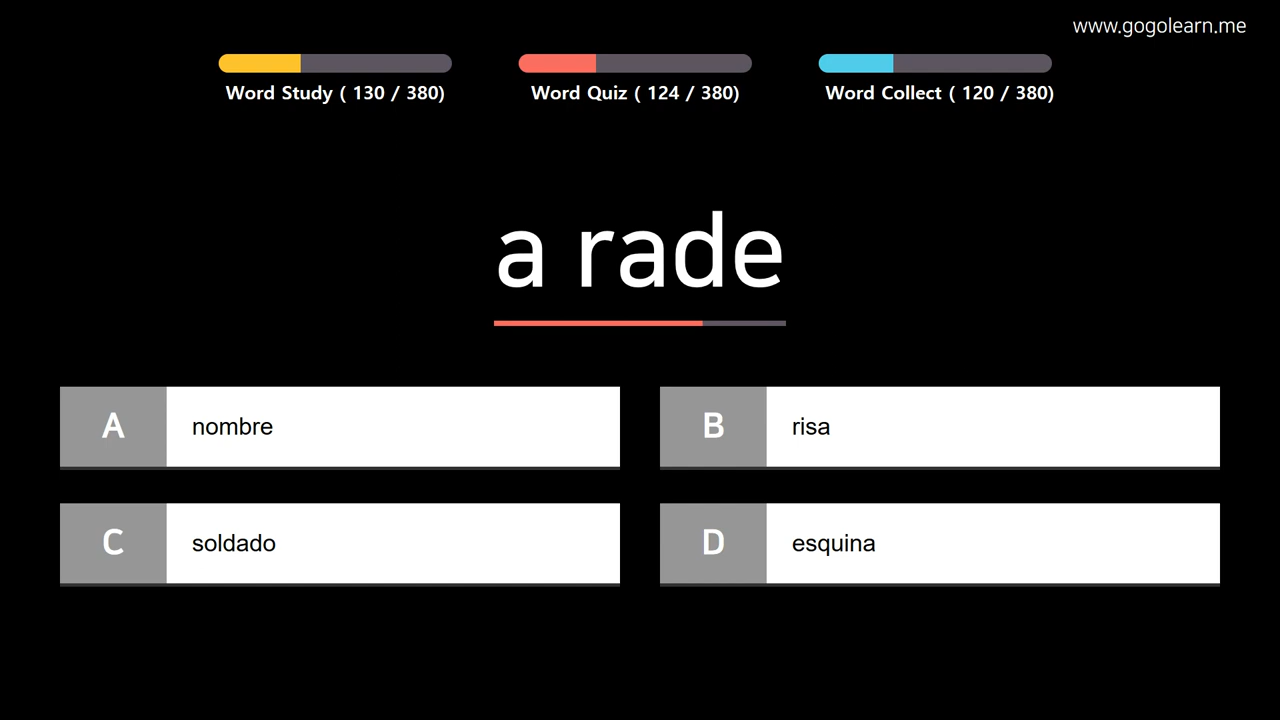 www.gogolearn.me
Word Study ( 130 / 380)
Word Quiz ( 124 / 380)
Word Collect ( 120 / 380)
a rade
A nombre
B risa
C soldado
D esquina